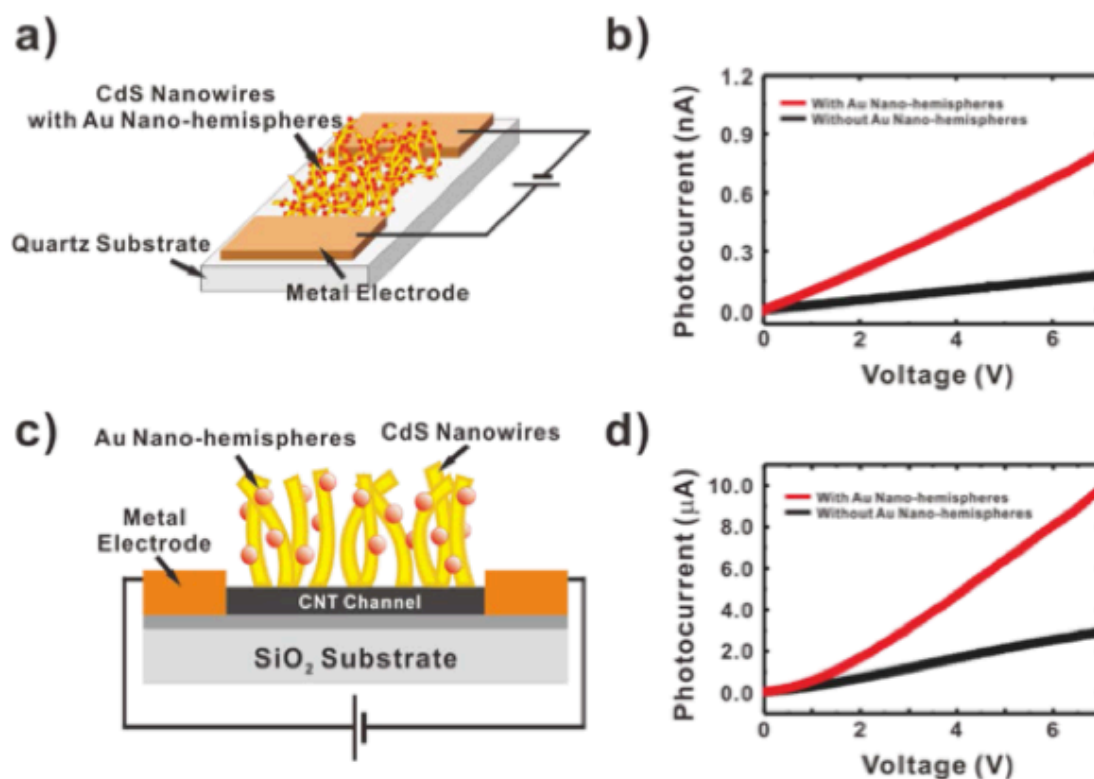 a)
CdS Nanowires
with Au Nano-hemispheres
Quartz Substrate
Metal Electrode
b)
Photocurrent (nA)
1.2
0.9
0.6
0.3
0.0
With Au Nano-hemispheres
Without Au Nano-hemispheres
0 2 4 6
Voltage (V)
c)
Au Nano-hemispheres
CdS Nanowires
Metal
Electrode
CNT Channel
SiO₂ Substrate
d)
Photocurrent (μA)
10.0
8.0
6.0
4.0
2.0
0.0
With Au Nano-hemispheres
Without Au Nano-hemispheres
0 2 4 6
Voltage (V)